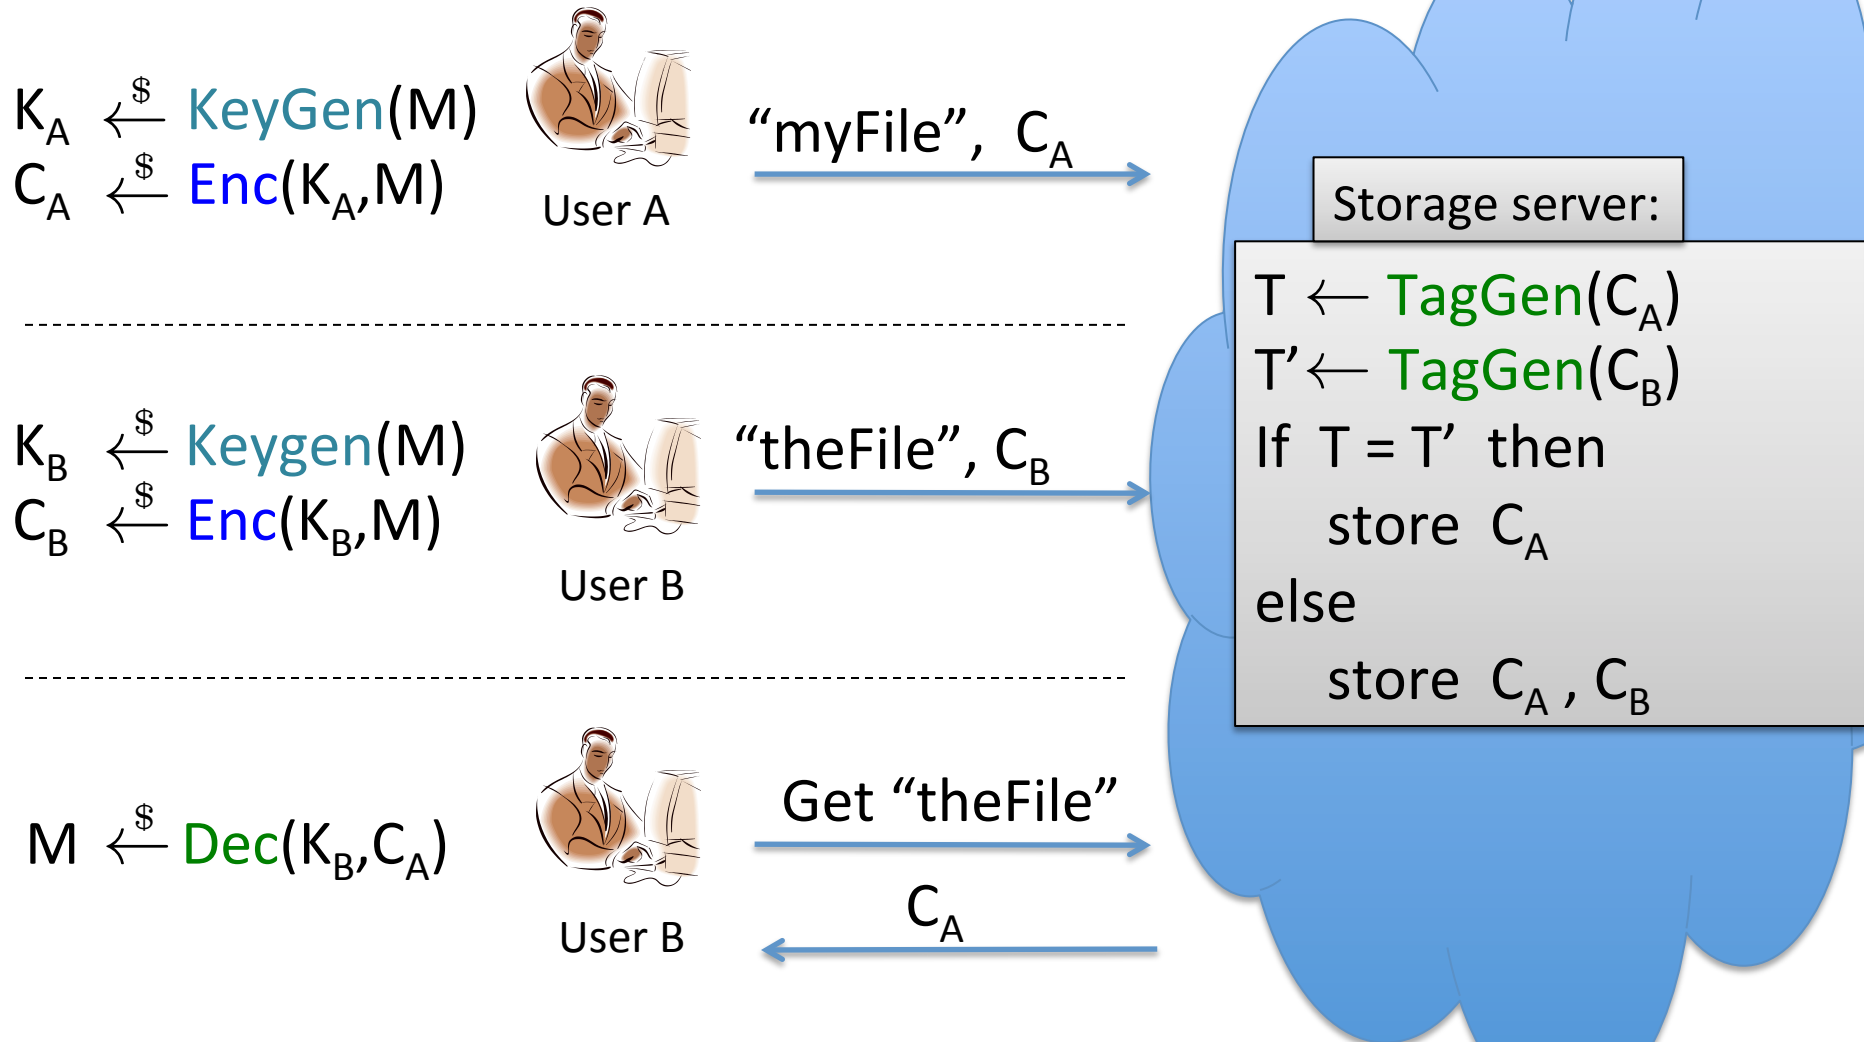 K_A ←$ KeyGen(M)
C_A ←$ Enc(K_A,M)
User A
“myFile”, C_A
K_B ←$ Keygen(M)
C_B ←$ Enc(K_B,M)
User B
“theFile”, C_B
M ←$ Dec(K_B,C_A)
User B
Get “theFile”
C_A
Storage server:
T ← TagGen(C_A)
T’ ← TagGen(C_B)
If T = T’ then
store C_A
else
store C_A , C_B